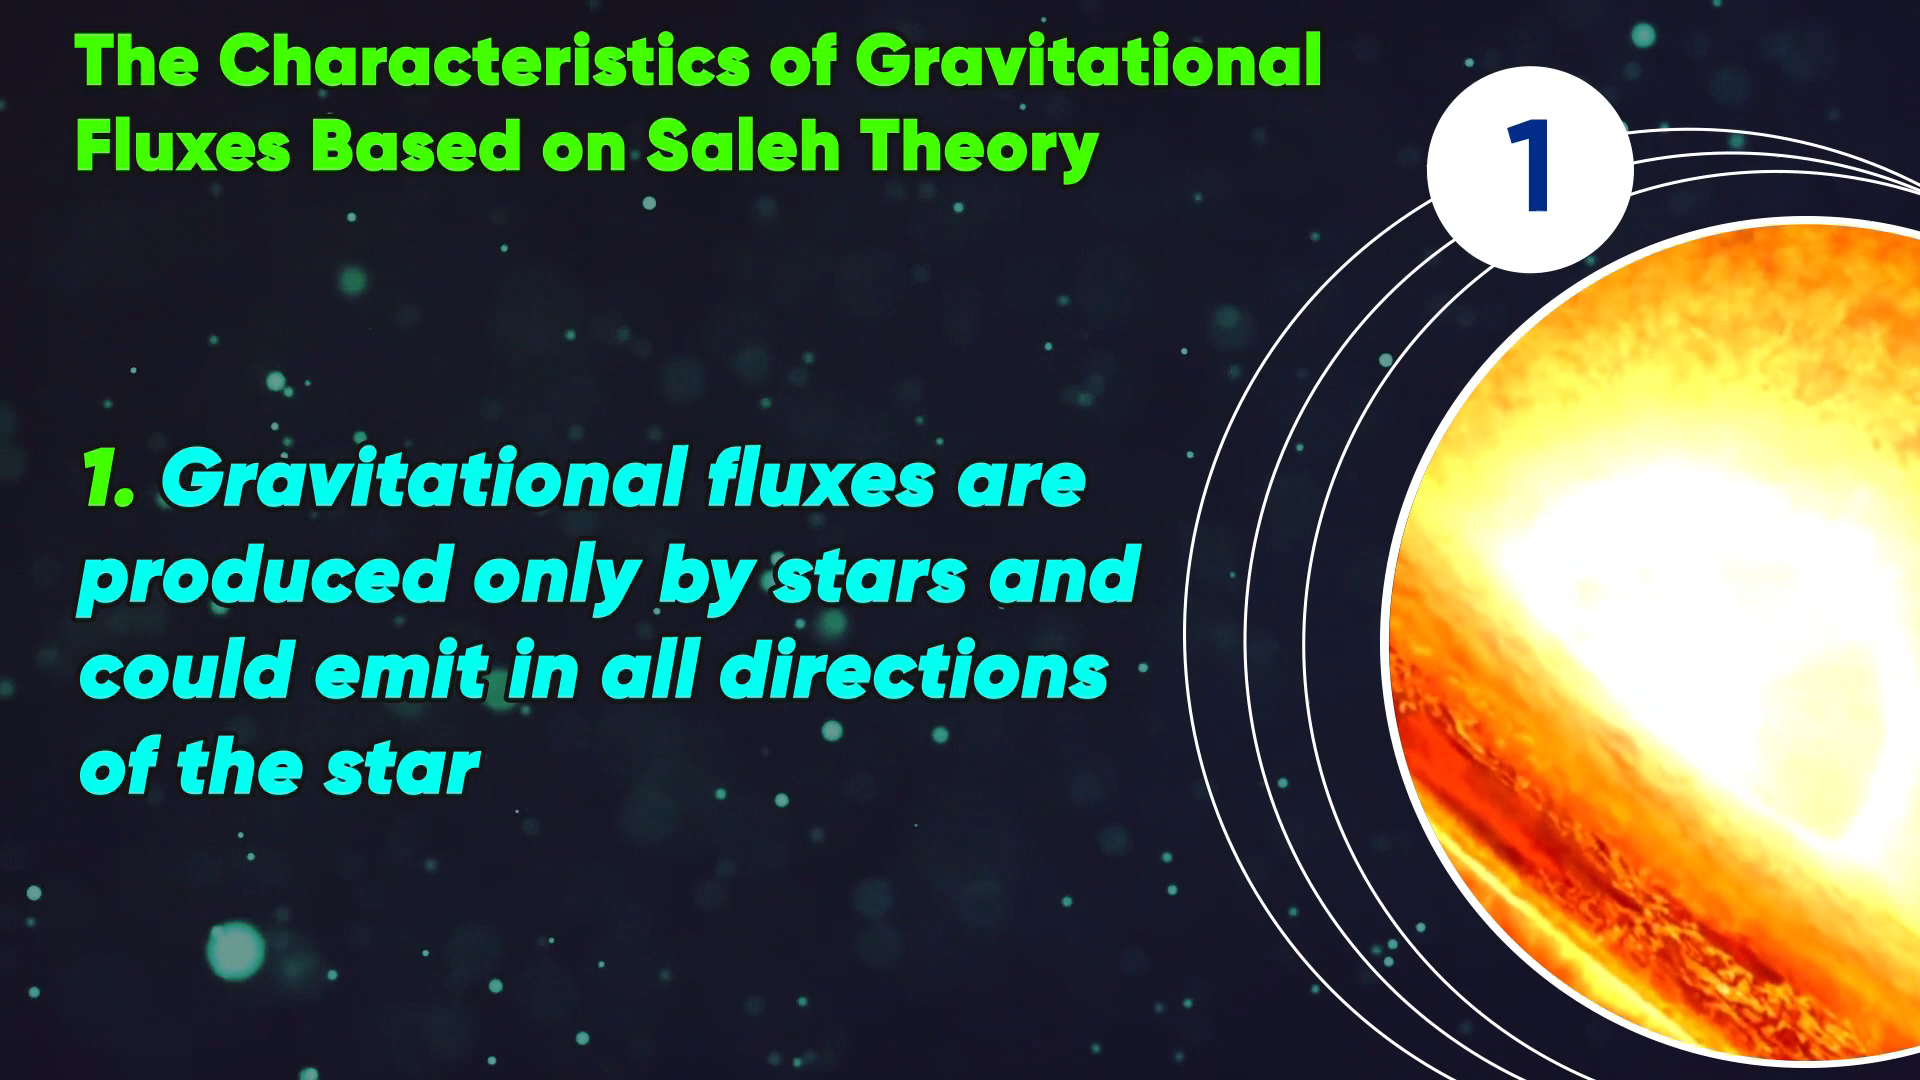 The Characteristics of Gravitational
Fluxes Based on Saleh Theory
1
1. Gravitational fluxes are
produced only by stars and
could emit in all directions
of the star